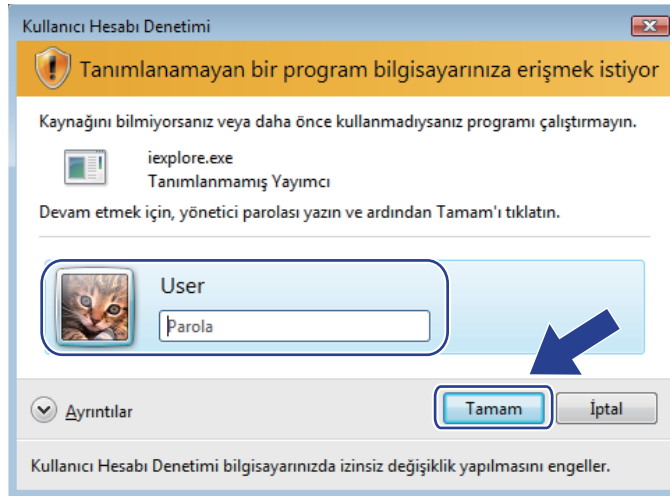 Kullanıcı Hesabı Denetimi
Tanımlanamayan bir program bilgisayarınıza erişmek istiyor
Kaynağını bilmiyorsanız veya daha önce kullanmadıysanız programı çalıştırmayın.
iexplore.exe
Tanımlanmamış Yayımcı
Devam etmek için, yönetici parolası yazın ve ardından Tamam'ı tıklatın.
User
Parola
Ayrıntılar
Tamam
İptal
Kullanıcı Hesabı Denetimi bilgisayarınızda izinsiz değişiklik yapılmasını engeller.